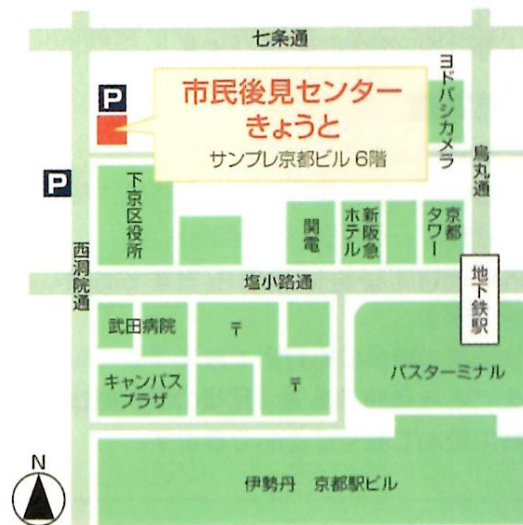 七条通
P
市民後見センター
きょうと
サンプレ京都ビル 6階
ヨドバシカメラ
烏丸通
P
下京区役所
関電
新阪急
ホテル
京都
タワー
西洞院通
塩小路通
地下鉄駅
武田病院
〒
キャンパス
プラザ
〒
バスターミナル
伊勢丹 京都駅ビル
N